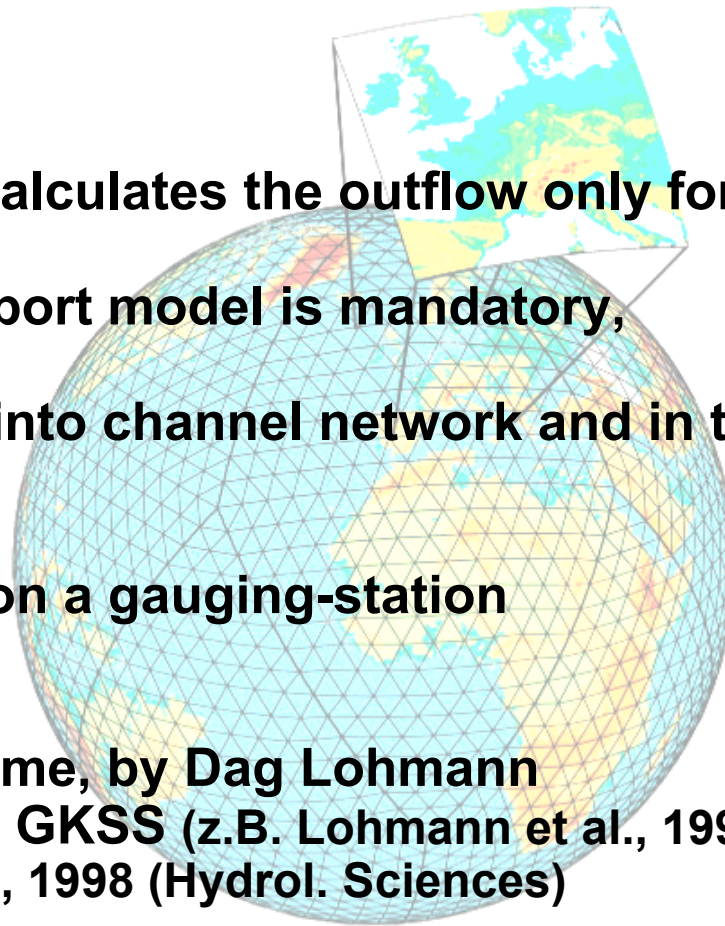 alculates the outflow only for
port model is mandatory,
into channel network and in t
on a gauging-station
me, by Dag Lohmann
GKSS (z.B. Lohmann et al., 199
, 1998 (Hydrol. Sciences)